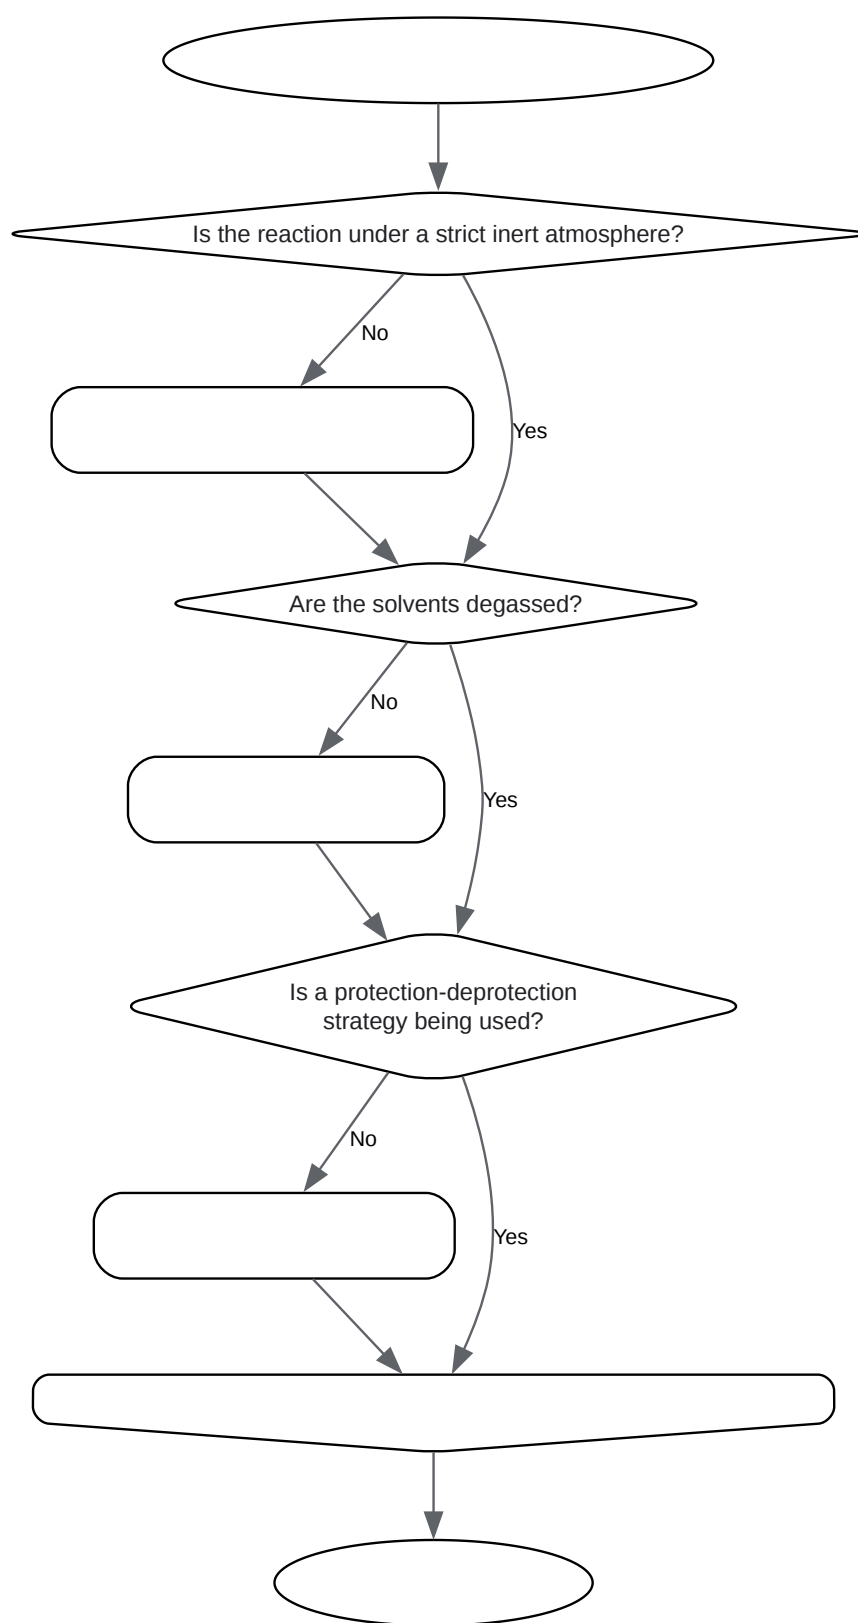 Is the reaction under a strict inert atmosphere?
No
Yes
Are the solvents degassed?
No
Yes
Is a protection-deprotection
strategy being used?
No
Yes